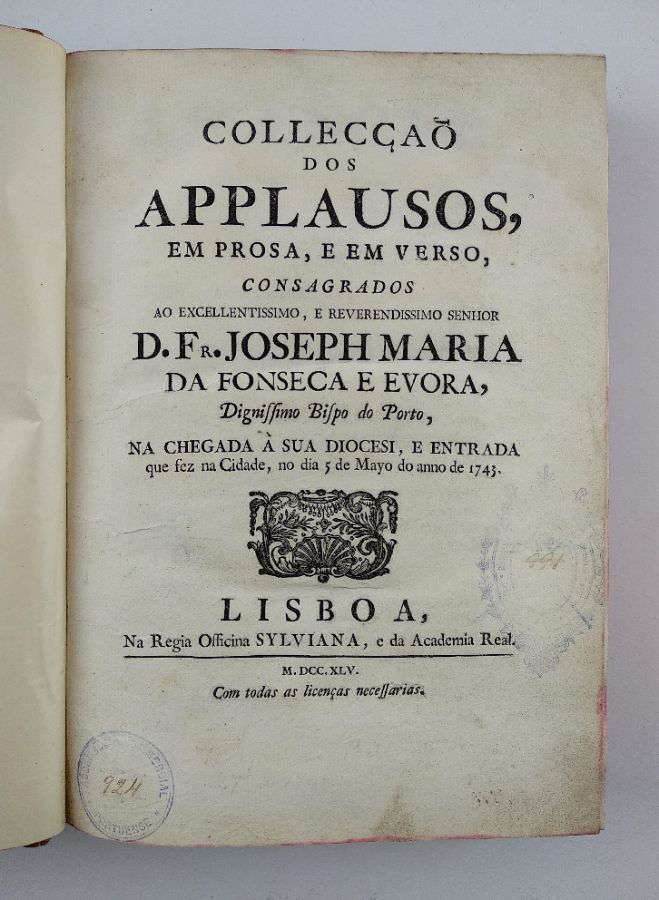 COLLECÇAÕ
DOS
APPLAUSOS,
EM PROSA, E EM VERSO,
CONSAGRADOS
AO EXCELLENTISSIMO, E REVERENDISSIMO SENHOR
D. Fr. JOSEPH MARIA
DA FONSECA E EVORA,
Digniſſimo Biſpo do Porto,
NA CHEGADA À SUA DIOCESI, E ENTRADA
que fez na Cidade, no dia 5 de Mayo do anno de 1743.
LISBOA,
Na Regia Officina SYLVIANA, e da Academia Real.
M. DCC. XLV.
Com todas as licenças neceſſarias.
924
PORTUENSE